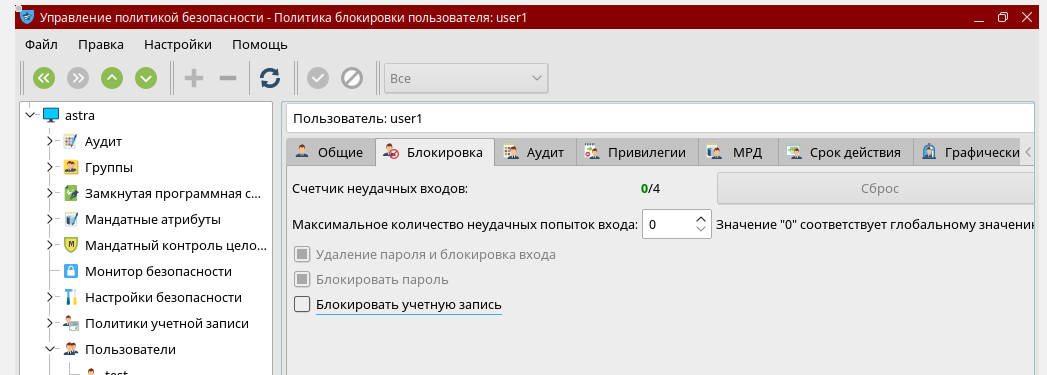 Управление политикой безопасности - Политика блокировки пользователя: user1
Файл Правка Настройки Помощь
Все
astra
Аудит
Группы
Замкнутая программная с...
Мандатные атрибуты
Мандатный контроль цело...
Монитор безопасности
Настройки безопасности
Политики учетной записи
Пользователи
test
Пользователь: user1
Общие Блокировка Аудит Привилегии МРД Срок действия Графически
Счетчик неудачных входов: 0/4 Сброс
Максимальное количество неудачных попыток входа: 0 Значение "0" соответствует глобальному значени
Удаление пароля и блокировка входа
Блокировать пароль
Блокировать учетную запись